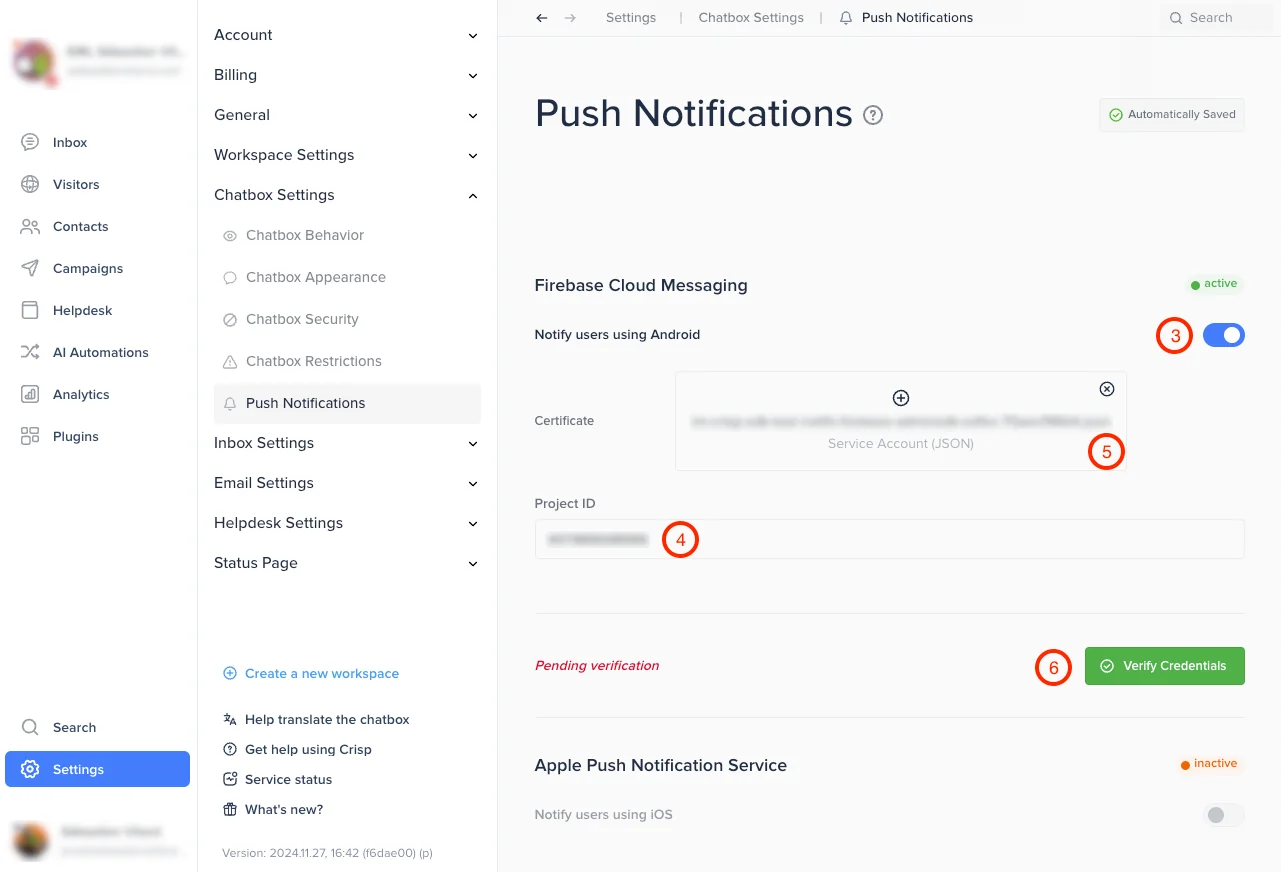 Inbox
Visitors
Contacts
Campaigns
Helpdesk
AI Automations
Analytics
Plugins
Search
Settings
Account
Billing
General
Workspace Settings
Chatbox Settings
Chatbox Behavior
Chatbox Appearance
Chatbox Security
Chatbox Restrictions
Push Notifications
Inbox Settings
Email Settings
Helpdesk Settings
Status Page
Create a new workspace
Help translate the chatbox
Get help using Crisp
Service status
What's new?
Version: 2024.11.27, 16:42 (f6dae00) (p)
Settings | Chatbox Settings | Push Notifications
Search
Push Notifications ?
Automatically Saved
Firebase Cloud Messaging
active
Notify users using Android
3
Certificate
Service Account (JSON)
5
Project ID
4
Pending verification
6
Verify Credentials
Apple Push Notification Service
inactive
Notify users using iOS